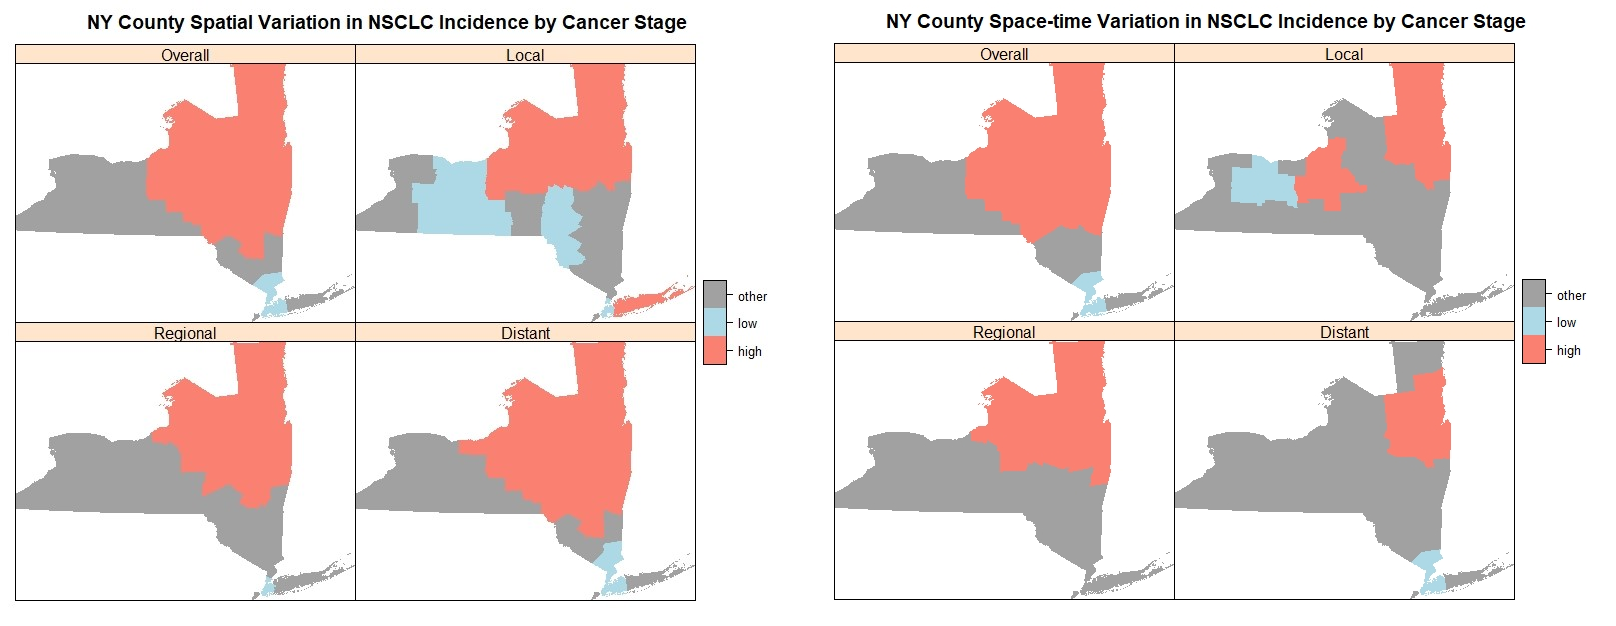 NY County Spatial Variation in NSCLC Incidence by Cancer Stage
Overall
Local
Regional
Distant
other
low
high
NY County Space-time Variation in NSCLC Incidence by Cancer Stage
Overall
Local
Regional
Distant
other
low
high